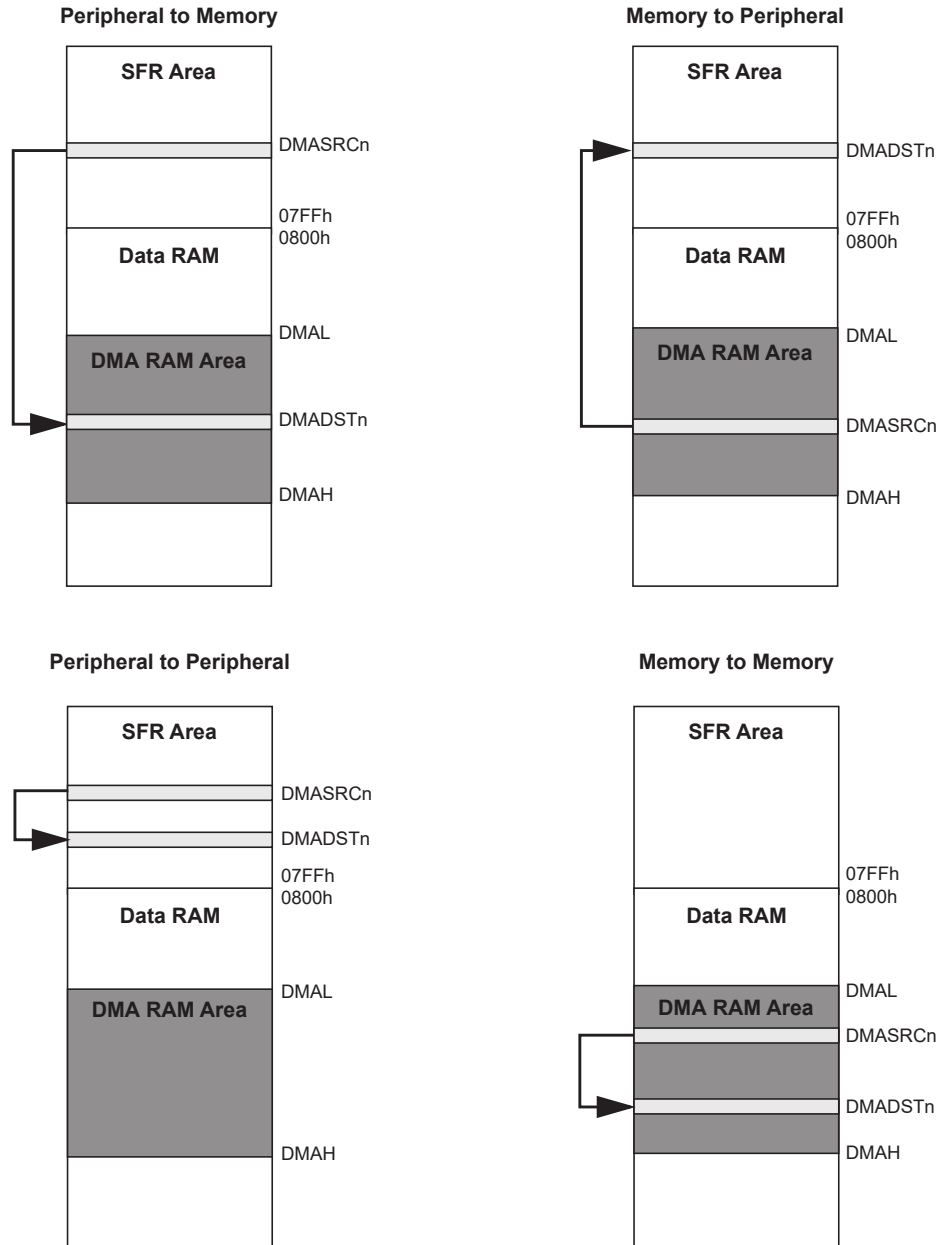 Peripheral to Memory
SFR Area
DMASRCn
07FFh
0800h
Data RAM
DMAL
DMA RAM Area
DMADSTn
DMAH
Memory to Peripheral
SFR Area
DMADSTn
07FFh
0800h
Data RAM
DMAL
DMA RAM Area
DMASRCn
DMAH
Peripheral to Peripheral
SFR Area
DMASRCn
DMADSTn
07FFh
0800h
Data RAM
DMAL
DMA RAM Area
DMAH
Memory to Memory
SFR Area
07FFh
0800h
Data RAM
DMAL
DMA RAM Area
DMASRCn
DMADSTn
DMAH